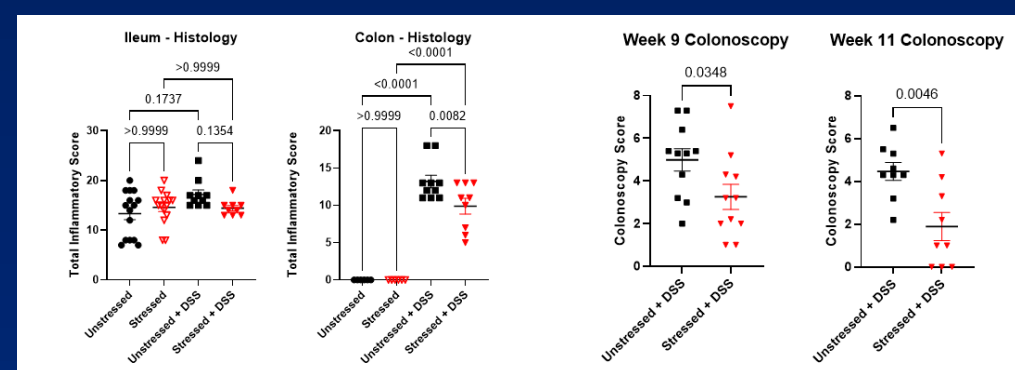 Ileum - Histology
>0.9999
0.1737
>0.9999
0.1354
Total Inflammatory Score
30
20
10
0
Unstressed
Stressed
Unstressed + DSS
Stressed + DSS
Colon - Histology
<0.0001
<0.0001
>0.9999
0.0082
Total Inflammatory Score
20
15
10
5
0
Unstressed
Stressed
Unstressed + DSS
Stressed + DSS
Week 9 Colonoscopy
0.0348
Colonoscopy Score
8
6
4
2
0
Unstressed + DSS
Stressed + DSS
Week 11 Colonoscopy
0.0046
Colonoscopy Score
8
6
4
2
0
Unstressed + DSS
Stressed + DSS